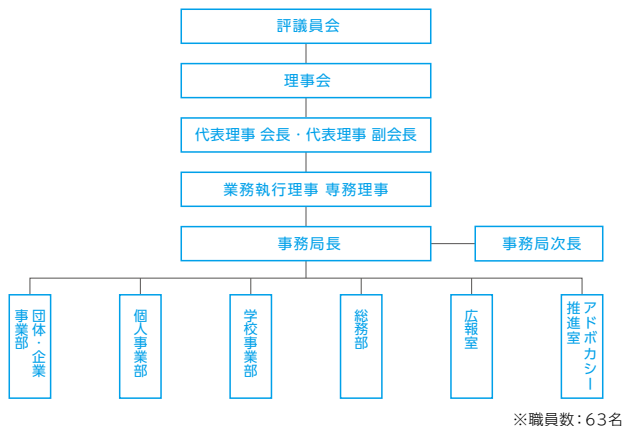 評議員会
理事会
代表理事 会長・代表理事 副会長
業務執行理事 専務理事
事務局長
事務局次長
団体・企業
事業部
個人事業部
学校事業部
総務部
広報室
アドボカシー
推進室
※職員数：63名